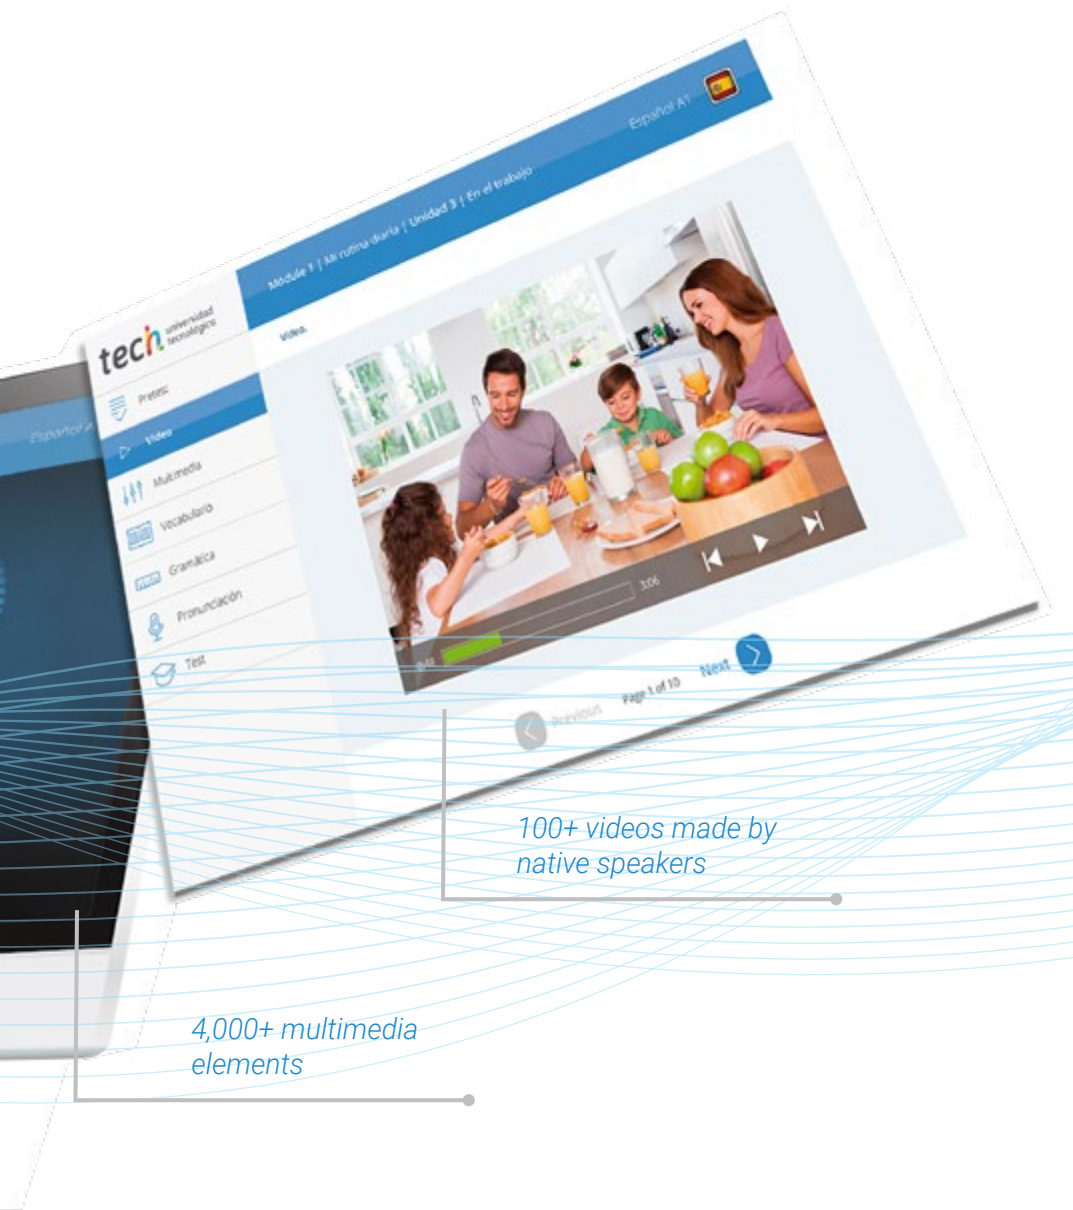 Español A1
Módulo 1 | Mi rutina diaria | Unidad 3 | En el trabajo
tech universidad
tecnológica
Video
Pretest
Video
Multimedia
Vocabulario
Gramática
Pronunciación
Test
Español A
3:06
Previous
Page 1 of 10
Next
100+ videos made by
native speakers
4,000+ multimedia
elements